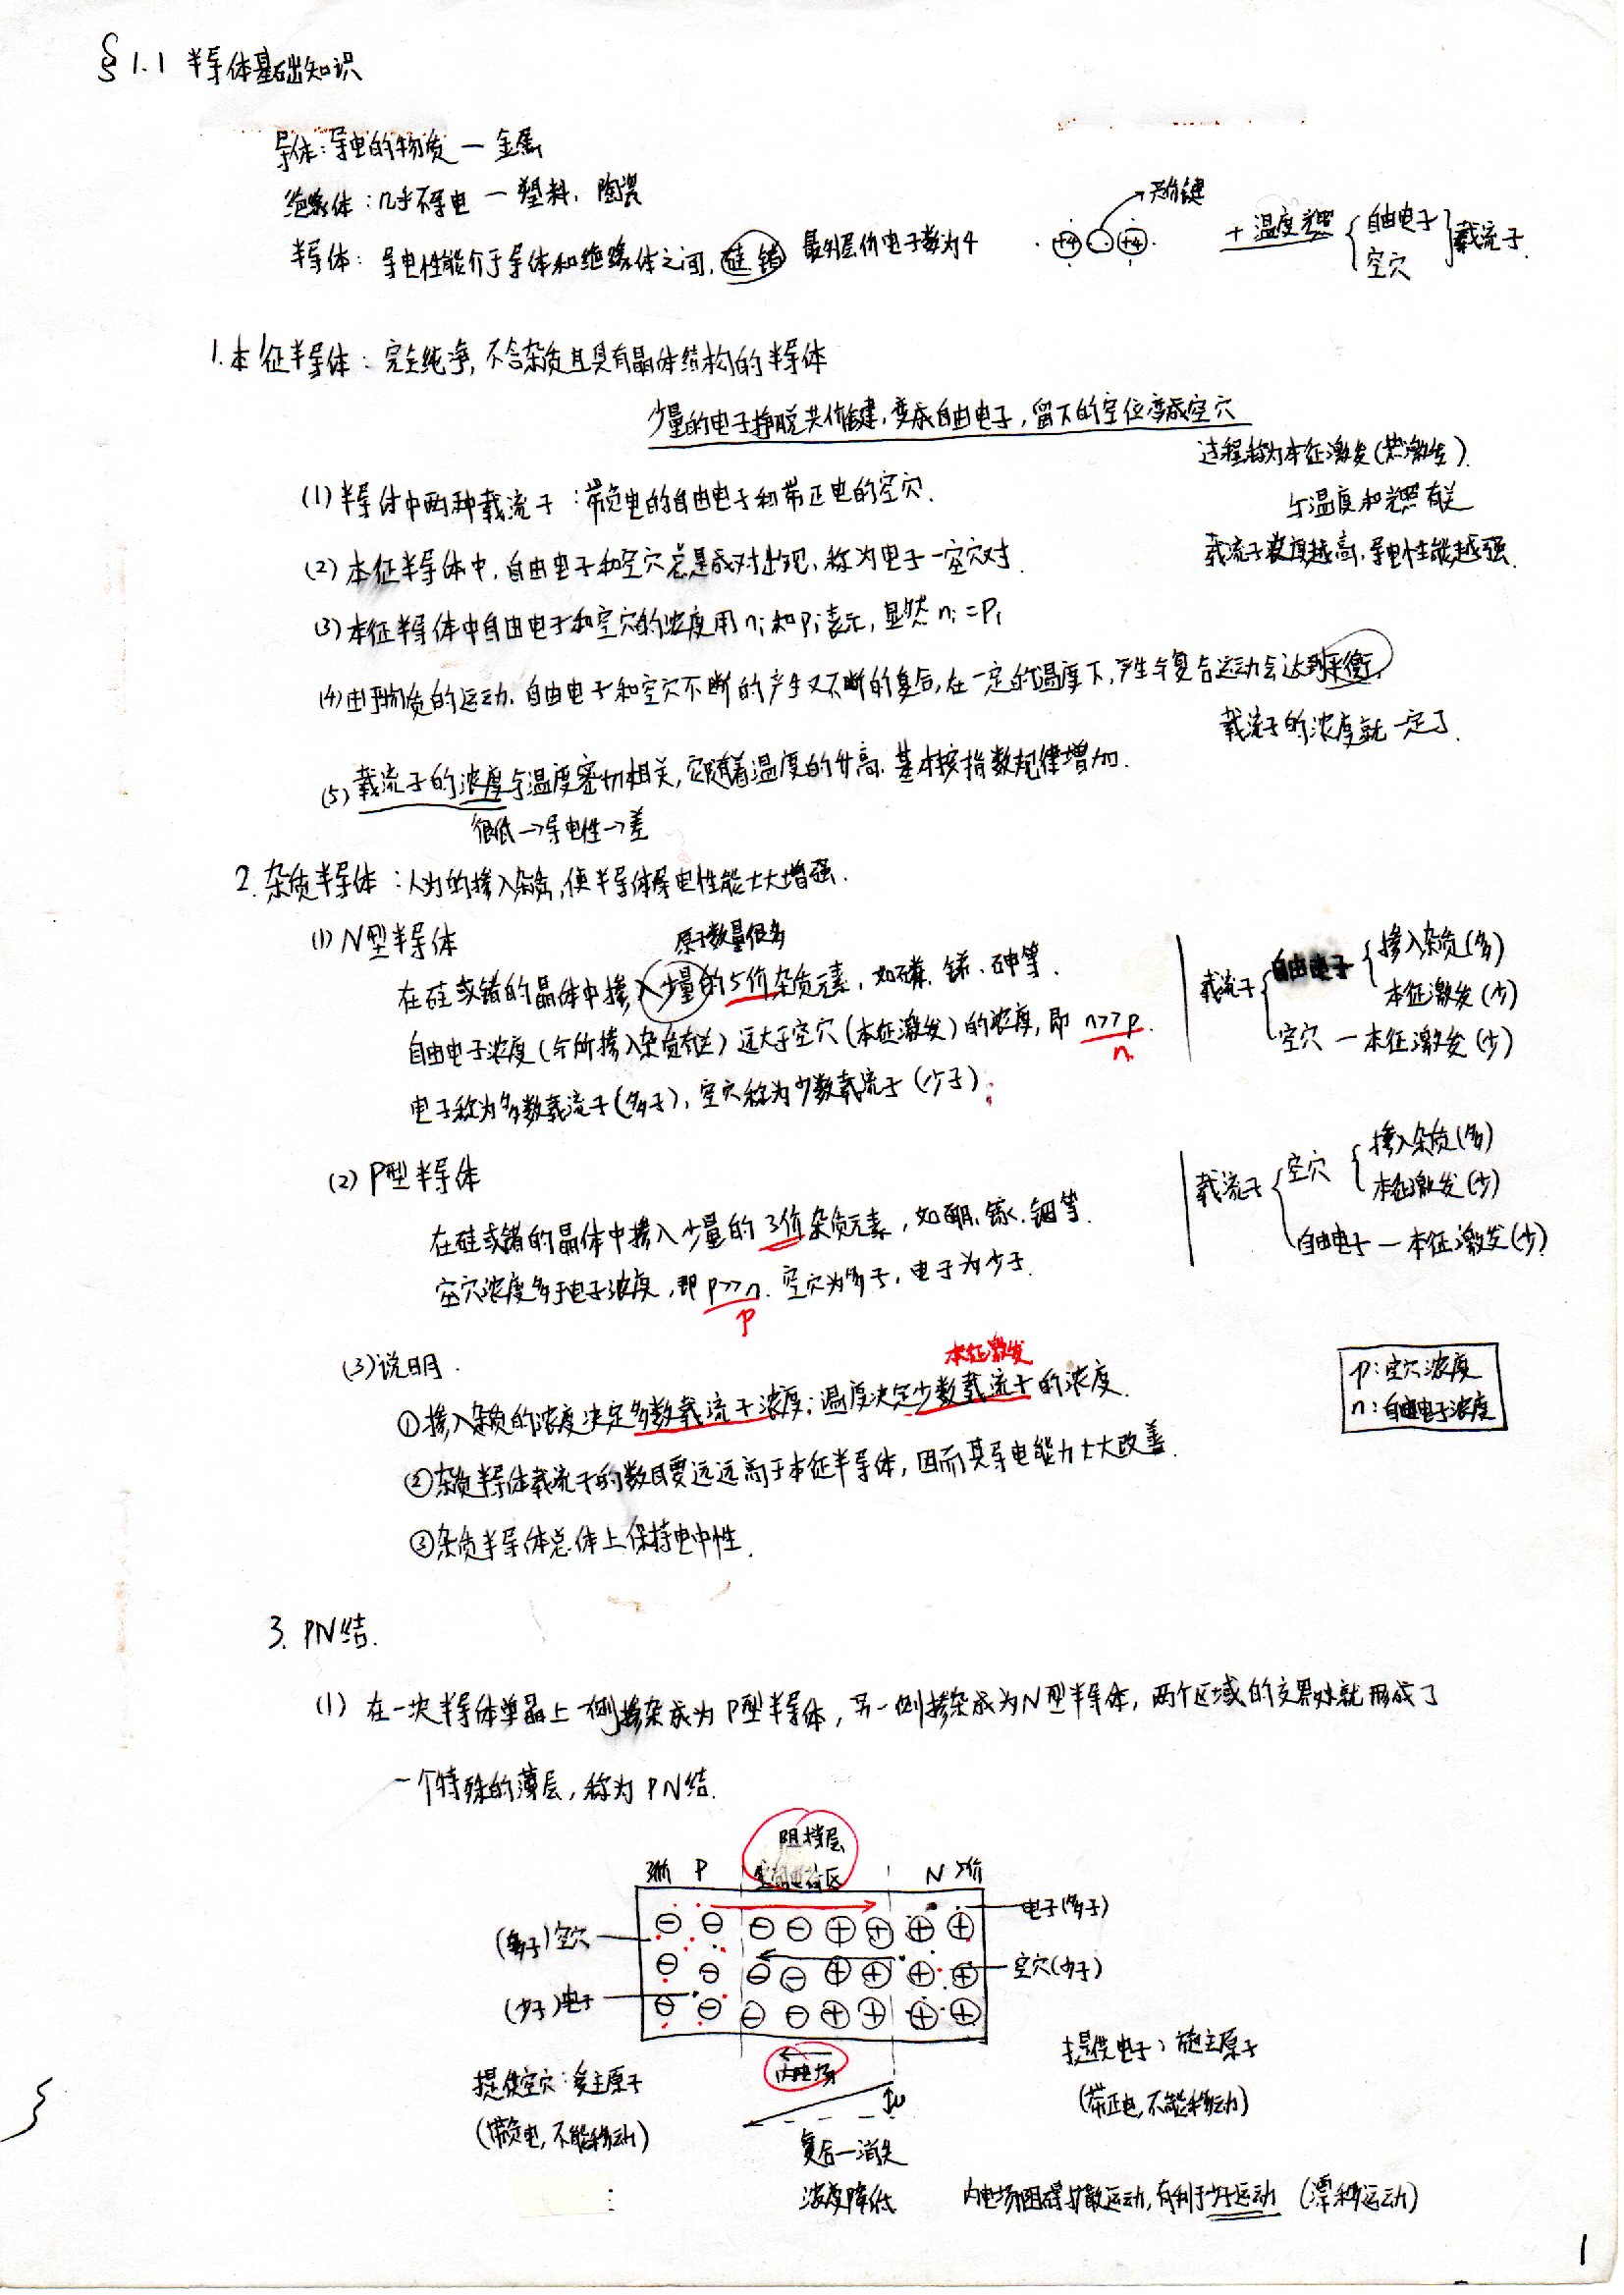 §1.1 半导体基础知识
导体：导电的物质 — 金属
绝缘体：几乎不导电 — 塑料、陶瓷
共价键
半导体：导电性能介于导体和绝缘体之间，硅 锗 最外层价电子数为4
+4 +4
+ 温度光照 { 自由电子 空穴 } 载流子.
1.本征半导体：完全纯净，不含杂质且具有晶体结构的半导体
少量的电子挣脱共价键，变成自由电子，留下的空位变成空穴
过程称为本征激发(热激发).
(1)半导体中两种载流子：带负电的自由电子和带正电的空穴.
与温度和光照有关
(2)本征半导体中，自由电子和空穴总是成对出现，称为电子一空穴对.
载流子浓度越高，导电性能越强.
(3)本征半导体中自由电子和空穴的浓度用ni和pi表示，显然ni=Pi
(4)由于物质的运动，自由电子和空穴不断的产生又不断的复合，在一定的温度下，产生与复合运动会达到平衡，
载流子的浓度就一定了.
(5)载流子的浓度与温度密切相关，它随着温度的升高，基本按指数规律增加.
很低→导电性→差
2.杂质半导体：人为的掺入杂质，使半导体导电性能大大增强.
(1)N型半导体
原子数量很多
在硅或锗的晶体中掺入少量的5价杂质元素，如磷、锑、砷等.
自由电子浓度(与所掺入杂质有关)远大于空穴(本征激发)的浓度，即 n>>p.
n
电子称为多数载流子(多子)，空穴称为少数载流子(少子)；
载流子 { 自由电子 { 掺入杂质(多)
本征激发(少)
空穴 — 本征激发(少)
(2)P型半导体
在硅或锗的晶体中掺入少量的3价杂质元素，如硼、镓、铟等.
空穴浓度多于电子浓度，即 p>>n. 空穴为多子，电子为少子.
p
载流子 { 空穴 { 掺入杂质(多)
本征激发(少)
自由电子 — 本征激发(少)
(3)说明.
本征激发
①掺入杂质的浓度决定多数载流子浓度；温度决定少数载流子的浓度.
②杂质半导体载流子的数目要远远高于本征半导体，因而其导电能力大大改善.
③杂质半导体总体上保持电中性.
p：空穴浓度
n：自由电子浓度
3. PN结.
(1) 在一块半导体单晶上一侧掺杂成为P型半导体，另一侧掺杂成为N型半导体，两个区域的交界处就形成了
一个特殊的薄层，称为PN结.
阻挡层
3价 P 空间电荷区 N 5价
(多子)空穴
电子(多子)
(少子)电子
空穴(少子)
内电场
提供空穴：受主原子
(带负电，不能移动)
提供电子：施主原子
(带正电，不能移动)
复合—消失
浓度降低
内电场阻碍扩散运动，有利于少子运动 (漂移运动)
1